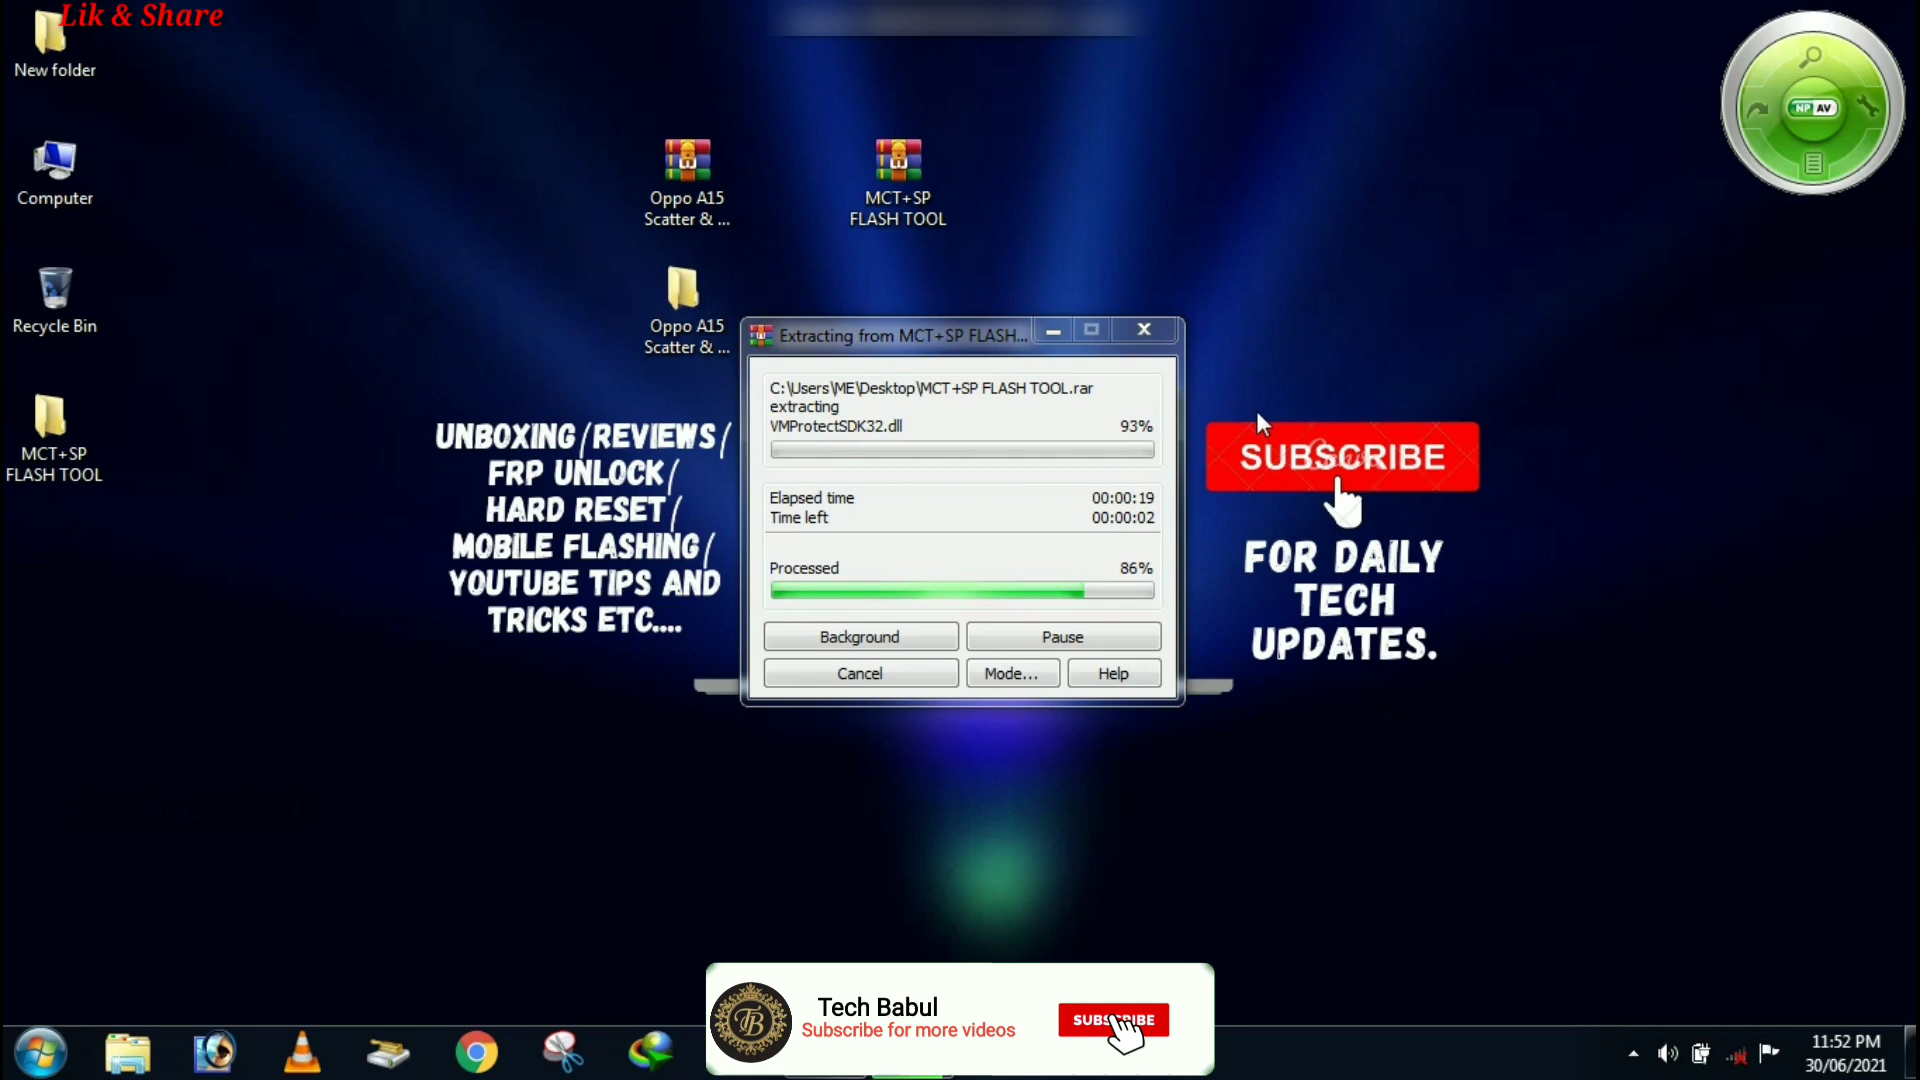 Lik & Share
New folder
Computer
Recycle Bin
MCT+SP
FLASH TOOL
Oppo A15
Scatter & ...
MCT+SP
FLASH TOOL
Oppo A15
Scatter & ...
NP AV
UNBOXING/REVIEWS/
FRP UNLOCK/
HARD RESET/
MOBILE FLASHING/
YOUTUBE TIPS AND
TRICKS ETC....
Extracting from MCT+SP FLASH...
C:\Users\ME\Desktop\MCT+SP FLASH TOOL.rar
extracting
VMProtectSDK32.dll 93%
Elapsed time 00:00:19
Time left 00:00:02
Processed 86%
Background Pause
Cancel Mode... Help
SUBSCRIBE
FOR DAILY
TECH
UPDATES.
TB
Tech Babul
Subscribe for more videos
SUBSCRIBE
11:52 PM
30/06/2021